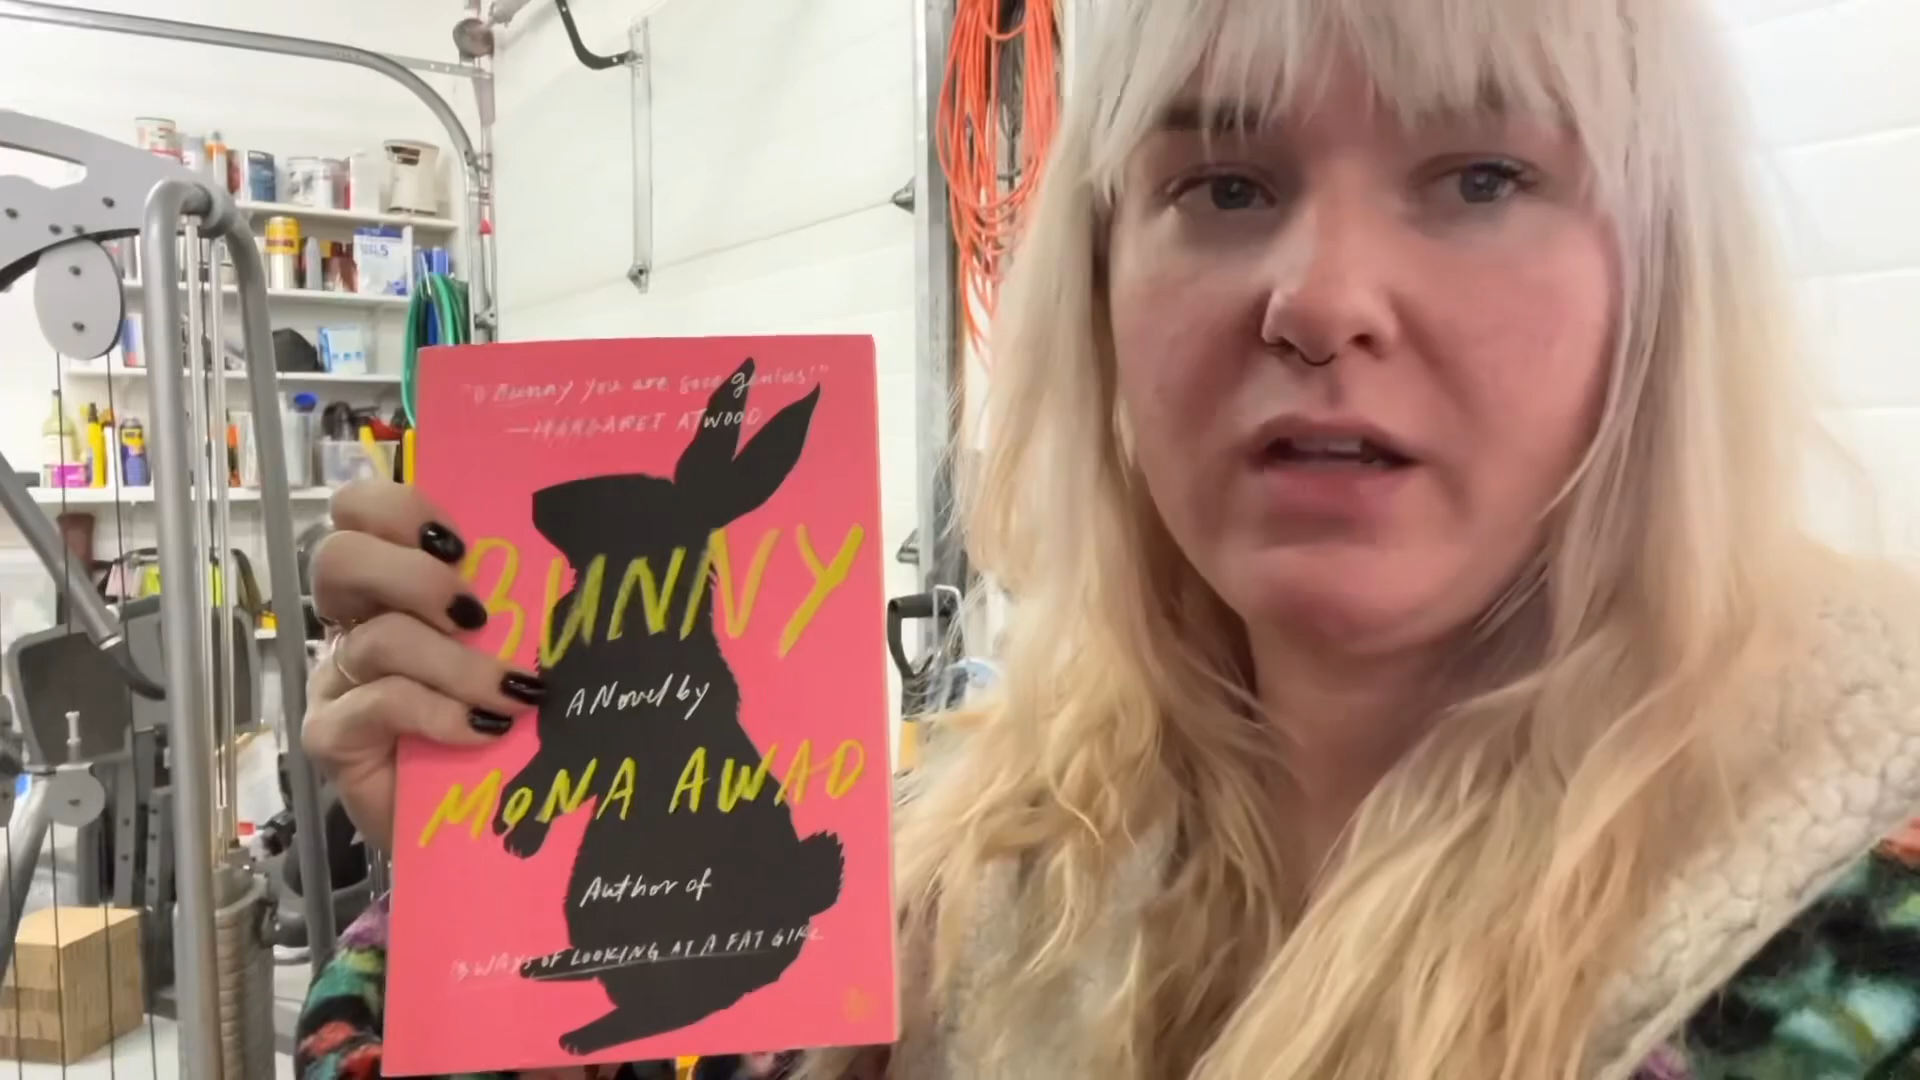 "O Bunny you are sooo genius!"
—MARGARET ATWOOD
BUNNY
A Novel by
MONA AWAD
Author of
13 WAYS OF LOOKING AT A FAT GIRL